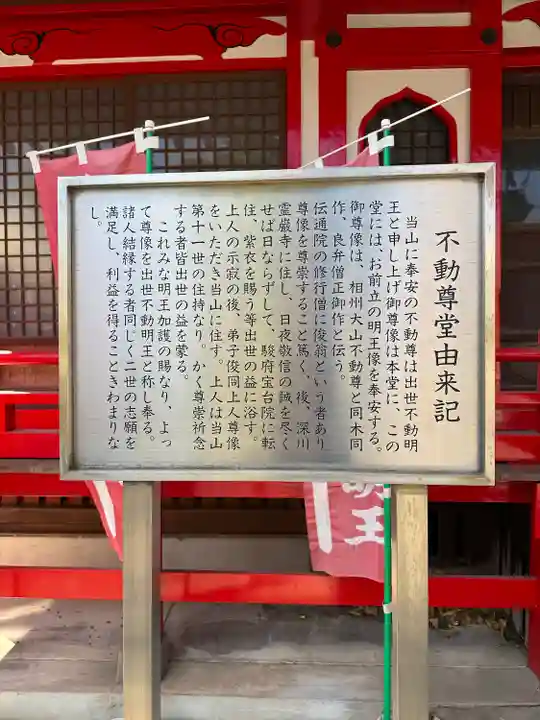 不動尊堂由来記
当山に奉安の不動尊は出世不動明
王と申し上げ御尊像は本堂に、この
堂には、お前立の明王像を奉安する。
御尊像は、相州大山不動尊と同木同
作、良弁僧正御作と伝う。
伝通院の修行僧に俊翁という者あり
尊像を尊崇すること篤く、後、深川
霊巌寺に住し、日夜敬信の誠を尽く
せば日ならずして、駿府宝台院に転
住、紫衣を賜う等出世の益に浴す。
上人の示寂の後、弟子俊同上人尊像
をいただき当山に住す。上人は当山
第十一世の住持なり。かく尊崇祈念
する者皆出世の益を蒙る。
これみな明王加護の賜なり、よっ
て尊像を出世不動明王と称し奉る。
諸人結縁する者同じく二世の志願を
満足し、利益を得ることきわまりな
し。
明王